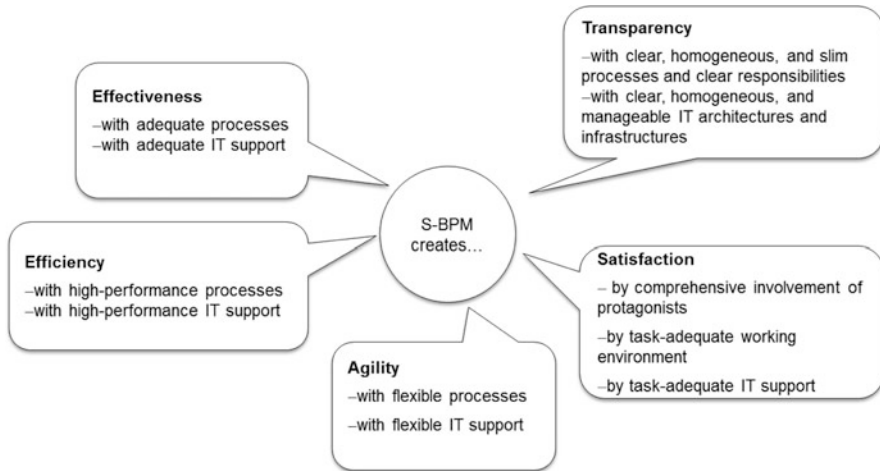 Transparency
–with clear, homogeneous, and slim
processes and clear responsibilities
–with clear, homogeneous, and
manageable IT architectures and
infrastructures
Effectiveness
–with adequate processes
–with adequate IT support
S-BPM
creates…
Efficiency
–with high-performance processes
–with high-performance IT support
Satisfaction
– by comprehensive involvement of
protagonists
–by task-adequate working
environment
–by task-adequate IT support
Agility
–with flexible processes
–with flexible IT support